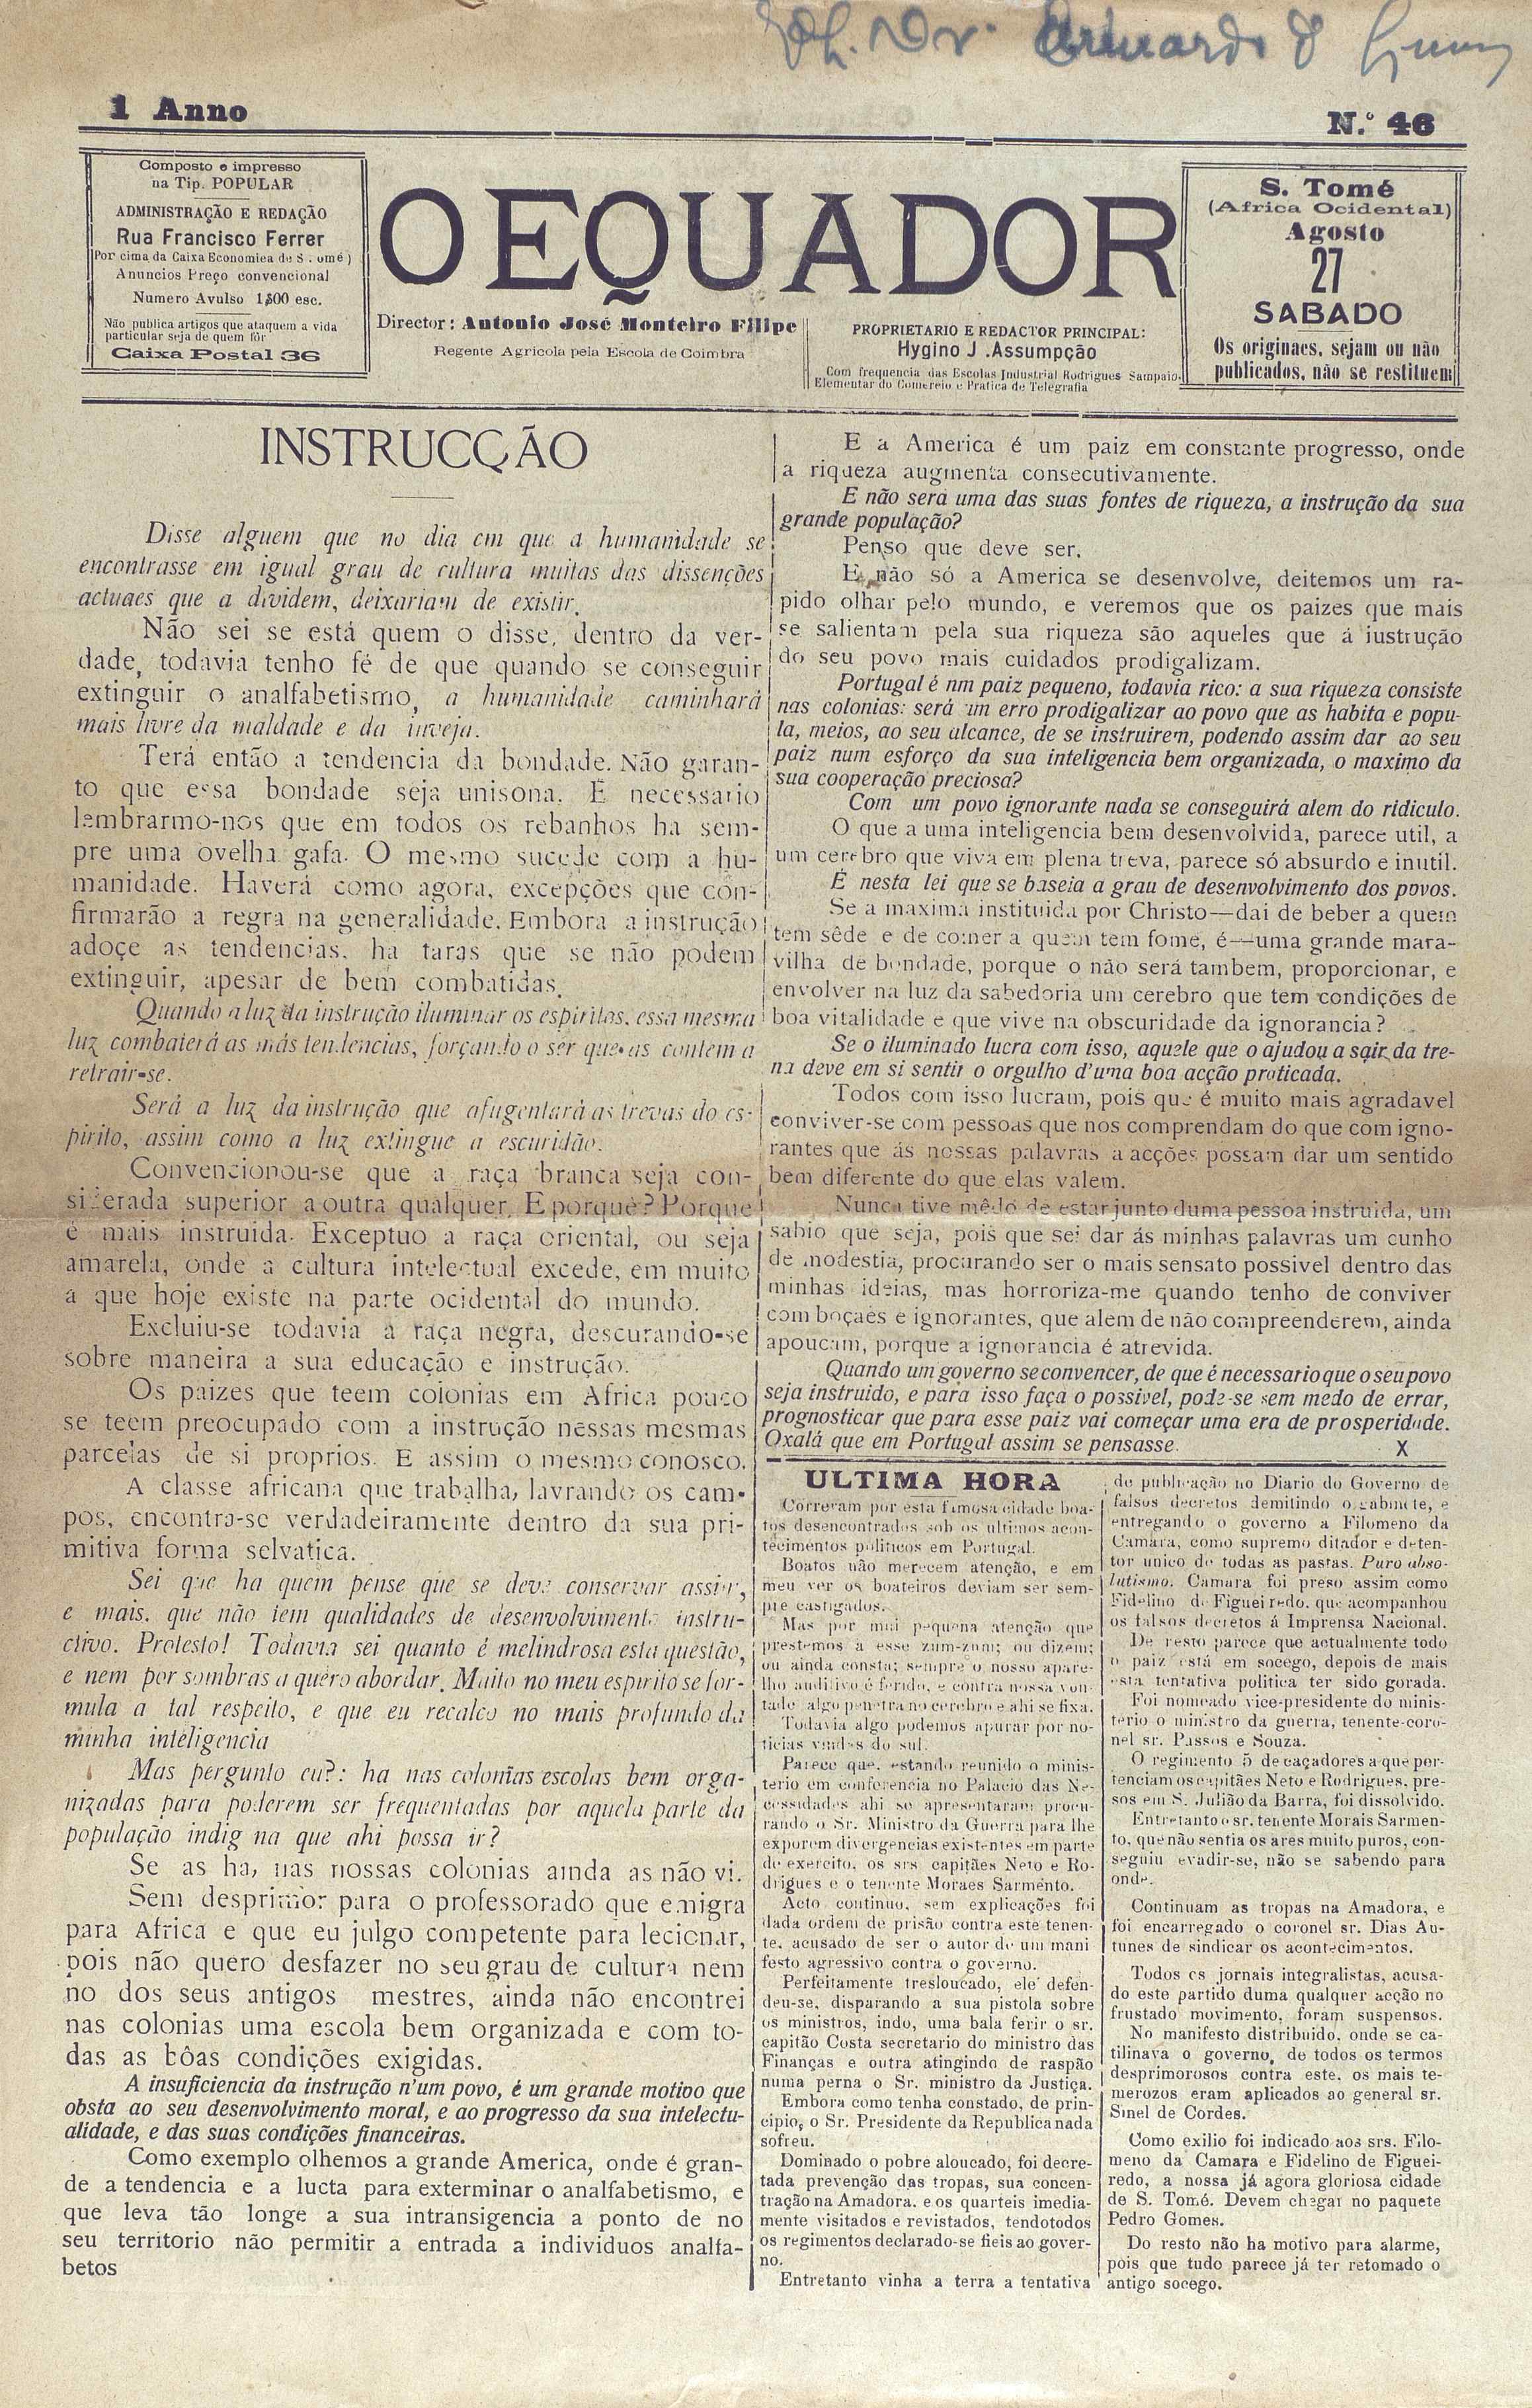 Dr.
1 Anno
N.º 46
Composto e impresso
na Tip. POPULAR
ADMINISTRAÇÃO E REDAÇÃO
Rua Francisco Ferrer
Por cima da Caixa Economica de S. omé)
Anuncios Preço convencional
Numero Avulso 1$00 esc.
Não publica artigos que ataquem a vida
particular seja de quem fôr
Caixa Postal 36
O EQUADOR
Director: Antonio José Monteiro Filipe
Regente Agricola pela Escola de Coimbra
PROPRIETARIO E REDACTOR PRINCIPAL:
Hygino J .Assumpção
Com frequencia das Escolas Industrial Rodrigues Sampaio.
Elementar do Comercio e Pratica de Telegrafia
S. Tomé
(Africa Ocidental)
Agosto
27
SABADO
Os originaes, sejam ou não
publicados, não se restituem
INSTRUCÇÃO
Disse alguem que no dia em que a humanidade se
encontrasse em igual grau de cultura muitas das dissenções
actuaes que a dividem, deixariam de existir.
Não sei se está quem o disse, dentro da ver-
dade, todavia tenho fé de que quando se conseguir
extinguir o analfabetismo, a humanidade caminhará
mais livre da maldade e da inveja.
Terá então a tendencia da bondade. Não garan-
to que essa bondade seja unisona. E necessario
lembrarmo-nos que em todos os rebanhos ha sem-
pre uma ovelha gafa. O mesmo sucede com a hu-
manidade. Haverá como agora, excepções que con-
firmarão a regra na generalidade. Embora a instrução
adoçe as tendencias, ha taras que se não podem
extinguir, apesar de bem combatidas.
Quando a luz da instrução iluminar os espiritos, essa mesma
luz combaterá as más tendencias, forçando o ser que as contem a
retrair-se.
Será a luz da instrução que afugentará as trevas do es-
pirito, assim como a luz extingue a escuridão.
Convencionou-se que a raça branca seja con-
siderada superior a outra qualquer. E porquê? Porque
é mais instruida. Exceptuo a raça oriental, ou seja
amarela, onde a cultura intelectual excede, em muito
a que hoje existe na parte ocidental do mundo.
Excluiu-se todavia a raça negra, descurando-se
sobre maneira a sua educação e instrução.
Os paizes que teem colonias em Africa pouco
se teem preocupado com a instrução nessas mesmas
parcelas de si proprios. E assim o mesmo conosco.
A classe africana que trabalha, lavrando os cam-
pos, encontra-se verdadeiramente dentro da sua pri-
mitiva forma selvatica.
Sei que ha quem pense que se deve conservar assim,
e mais, que não tem qualidades de desenvolvimento instru-
ctivo. Protesto! Todavia sei quanto é melindrosa esta questão,
e nem por sombras a quéro abordar. Muito no meu espirito se for-
mula a tal respeito, e que eu recalco no mais profundo da
minha inteligencia
Mas pergunto eu?: ha nas colonias escolas bem orga-
nizadas para poderem ser frequentadas por aquela parte da
população indig na que ahi possa ir?
Se as ha, nas nossas colonias ainda as não vi.
Sem desprimor para o professorado que emigra
para Africa e que eu julgo competente para lecionar,
pois não quero desfazer no seu grau de cultura nem
no dos seus antigos mestres, ainda não encontrei
nas colonias uma escola bem organizada e com to-
das as bôas condições exigidas.
A insuficiencia da instrução n'um povo, é um grande motivo que
obsta ao seu desenvolvimento moral, e ao progresso da sua intelectu-
alidade, e das suas condições financeiras.
Como exemplo olhemos a grande America, onde é gran-
de a tendencia e a lucta para exterminar o analfabetismo, e
que leva tão longe a sua intransigencia a ponto de no
seu territorio não permitir a entrada a individuos analfa-
betos
E a America é um paiz em constante progresso, onde
a riqueza augmenta consecutivamente.
E não será uma das suas fontes de riqueza, a instrução da sua
grande população?
Penso que deve ser.
E não só a America se desenvolve, deitemos um ra-
pido olhar pelo mundo, e veremos que os paizes que mais
se salientam pela sua riqueza são aqueles que á iustrução
do seu povo mais cuidados prodigalizam.
Portugal é nm paiz pequeno, todavia rico: a sua riqueza consiste
nas colonias: será um erro prodigalizar ao povo que as habita e popu-
la, meios, ao seu alcance, de se instruirem, podendo assim dar ao seu
paiz num esforço da sua inteligencia bem organizada, o maximo da
sua cooperação preciosa?
Com um povo ignorante nada se conseguirá alem do ridiculo.
O que a uma inteligencia bem desenvolvida, parece util, a
um cerebro que viva em plena treva, parece só absurdo e inutil.
É nesta lei que se baseia a grau de desenvolvimento dos povos.
Se a maxima instituida por Christo—dai de beber a quem
tem sêde e de comer a quem tem fome, é—uma grande mara-
vilha de bondade, porque o não será tambem, proporcionar, e
envolver na luz da sabedoria um cerebro que tem condições de
boa vitalidade e que vive na obscuridade da ignorancia?
Se o iluminado lucra com isso, aquele que o ajudou a sair da tre-
na deve em si sentir o orgulho d'uma boa acção praticada.
Todos com isso lucram, pois que é muito mais agradavel
conviver-se com pessoas que nos comprendam do que com igno-
rantes que ás nossas palavras a acções possam dar um sentido
bem diferente do que elas valem.
Nunca tive mêdo de estar junto duma pessoa instruida, um
sabio que seja, pois que sei dar ás minhas palavras um cunho
de modestia, procurando ser o mais sensato possivel dentro das
minhas ideias, mas horroriza-me quando tenho de conviver
com boçaes e ignorantes, que alem de não compreenderem, ainda
apoucam, porque a ignorancia é atrevida.
Quando um governo se convencer, de que é necessario que o seu povo
seja instruido, e para isso faça o possivel, pode-se sem medo de errar,
prognosticar que para esse paiz vai começar uma era de prosperidade.
Oxalá que em Portugal assim se pensasse.
X
ULTIMA HORA
Correram por esta famosa cidade boa-
tos desencontrados sob os ultimos acon-
tecimentos politicos em Portugal.
Boatos não merecem atenção, e em
meu ver os boateiros deviam ser sem-
pre castigados.
Mas por mui pequena atenção que
prestemos a esse zum-zum; ou dizem;
ou ainda consta; sempre o nosso apare-
lho auditivo é ferido, e contra nossa von-
tade algo penetra no cerebro e ahi se fixa.
Todavia algo podemos apurar por no-
ticias vindas do sul.
Parece que, estando reunido o minis-
terio em conferencia no Palacio das Ne-
cessidades ahi se apresentaram procu-
rando o Sr. Ministro da Guerra para lhe
exporem divergencias existentes em parte
do exercito, os srs capitães Neto e Ro-
drigues e o tenente Moraes Sarmento.
Acto continuo, sem explicações foi
dada ordem de prisão contra este tenen-
te, acusado de ser o autor de um mani
festo agressivo contra o governo.
Perfeitamente tresloucado, ele defen-
deu-se, disparando a sua pistola sobre
os ministros, indo, uma bala ferir o sr.
capitão Costa secretario do ministro das
Finanças e outra atingindo de raspão
numa perna o Sr. ministro da Justiça.
Embora como tenha constado, de prin-
cipio, o Sr. Presidente da Republica nada
sofreu.
Dominado o pobre aloucado, foi decre-
tada prevenção das tropas, sua concen-
tração na Amadora, e os quarteis imedia-
mente visitados e revistados, tendotodos
os regimentos declarado-se fieis ao gover-
no.
Entretanto vinha a terra a tentativa
de publicação no Diario do Governo de
falsos decretos demitindo o gabinete, e
entregando o governo a Filomeno da
Camara, como supremo ditador e deten-
tor unico de todas as pastas. Puro abso-
lutismo. Camara foi preso assim como
Fidelino de Figueiredo, que acompanhou
os falsos decretos á Imprensa Nacional.
De resto parece que actualmente todo
o paiz está em socego, depois de mais
esta tentativa politica ter sido gorada.
Foi nomeado vice-presidente do minis-
terio o ministro da guerra, tenente-coro-
nel sr. Passos e Souza.
O regimento 5 de caçadores a que per-
tenciam os capitães Neto e Rodrigues, pre-
sos em S. Julião da Barra, foi dissolvido.
Entretanto o sr. tenente Morais Sarmen-
to, que não sentia os ares muito puros, con-
seguiu evadir-se, não se sabendo para
onde.
Continuam as tropas na Amadora, e
foi encarregado o coronel sr. Dias An-
tunes de sindicar os acontecimentos.
Todos os jornais integralistas, acusa-
do este partido duma qualquer acção no
frustado movimento, foram suspensos.
No manifesto distribuido, onde se ca-
tilinava o governo, de todos os termos
desprimorosos contra este, os mais te-
merozos eram aplicados ao general sr.
Sinel de Cordes.
Como exilio foi indicado aos srs. Filo-
meno da Camara e Fidelino de Figuei-
redo, a nossa já agora gloriosa cidade
de S. Tomé. Devem chegar no paquete
Pedro Gomes.
Do resto não ha motivo para alarme,
pois que tudo parece já ter retomado o
antigo socego.